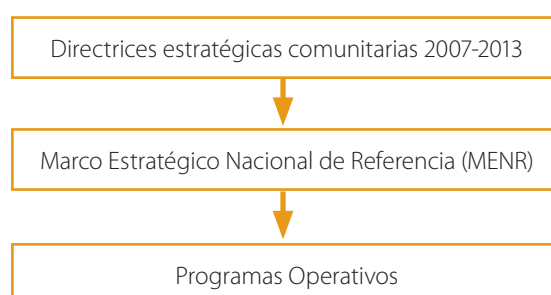 Directrices estratégicas comunitarias 2007-2013
Marco Estratégico Nacional de Referencia (MENR)
Programas Operativos